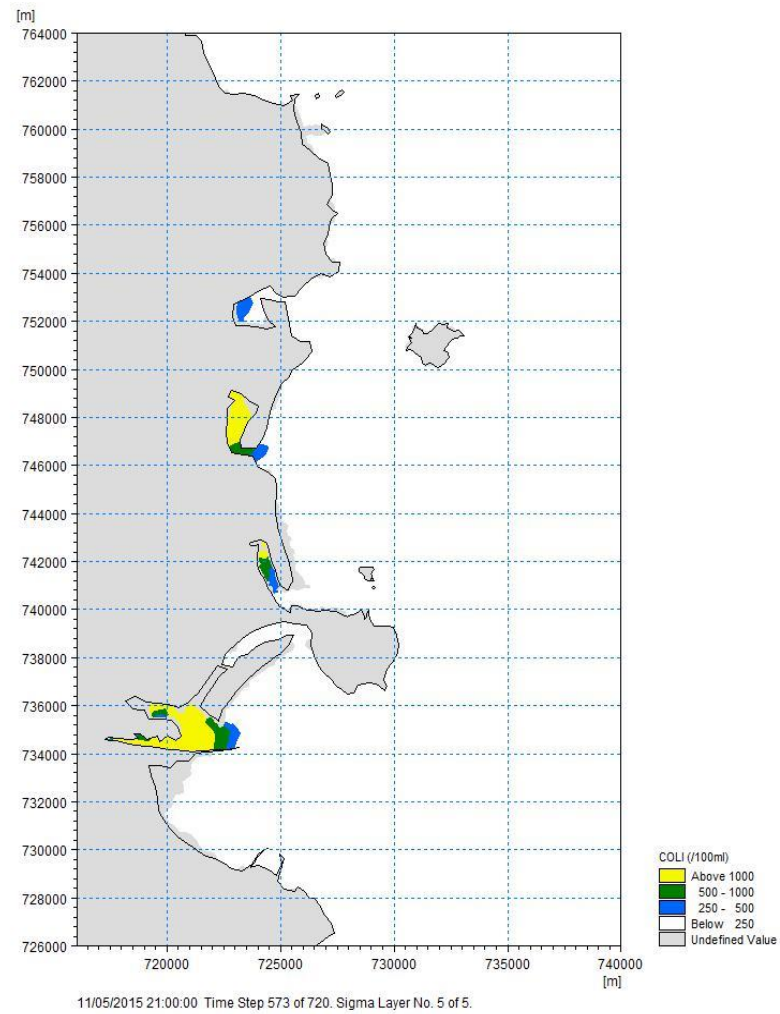 [m]
764000
762000
760000
758000
756000
754000
752000
750000
748000
746000
744000
742000
740000
738000
736000
734000
732000
730000
728000
726000
720000 725000 730000 735000 740000
[m]
COLI (/100ml)
Above 1000
500 - 1000
250 - 500
Below 250
Undefined Value
11/05/2015 21:00:00 Time Step 573 of 720. Sigma Layer No. 5 of 5.